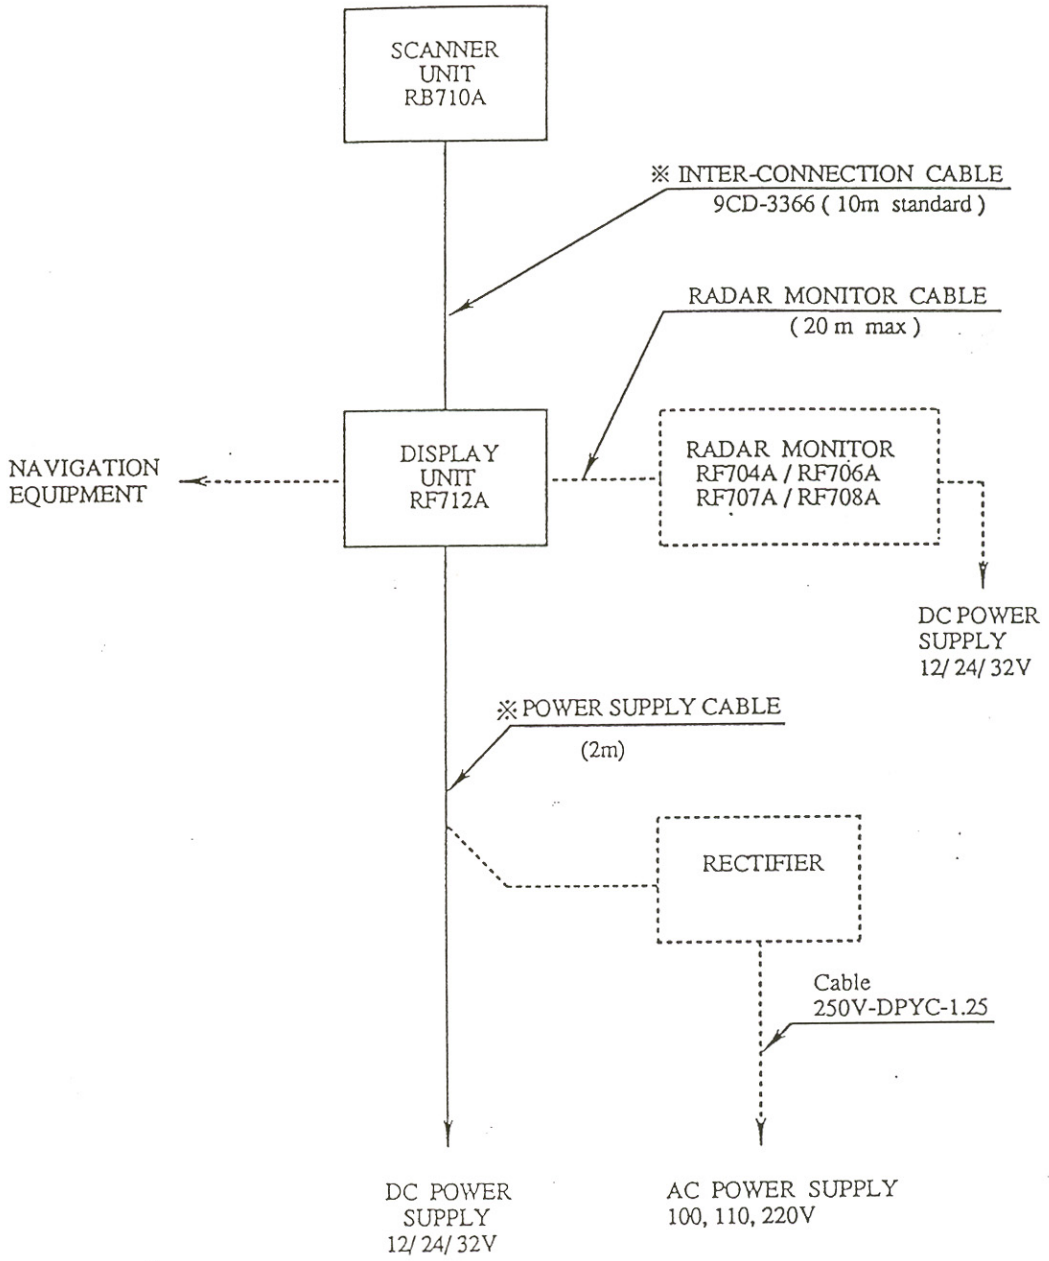 SCANNER
UNIT
RB710A
※ INTER-CONNECTION CABLE
9CD-3366 ( 10m standard )
RADAR MONITOR CABLE
( 20 m max )
NAVIGATION
EQUIPMENT
DISPLAY
UNIT
RF712A
RADAR MONITOR
RF704A / RF706A
RF707A / RF708A
DC POWER
SUPPLY
12/ 24/ 32V
※ POWER SUPPLY CABLE
(2m)
RECTIFIER
Cable
250V-DPYC-1.25
DC POWER
SUPPLY
12/ 24/ 32V
AC POWER SUPPLY
100, 110, 220V